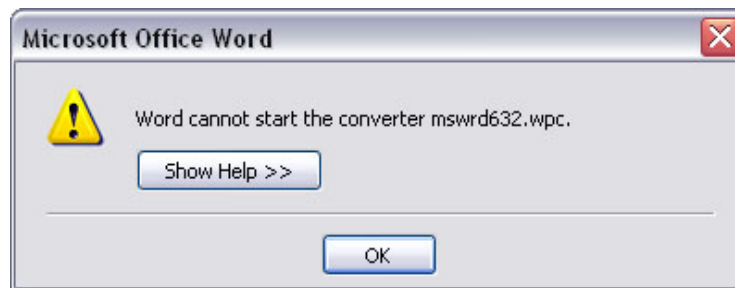 Microsoft Office Word
Word cannot start the converter mswrd632.wpc.
Show Help >>
OK